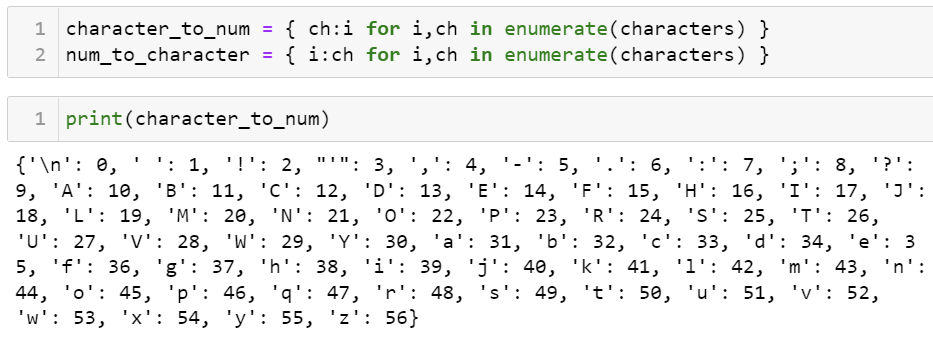 1 character_to_num = { ch:i for i,ch in enumerate(characters) }
2 num_to_character = { i:ch for i,ch in enumerate(characters) }
1 print(character_to_num)
{'\n': 0, ' ': 1, '!': 2, "'": 3, ',': 4, '-': 5, '.': 6, ':': 7, ';': 8, '?':
9, 'A': 10, 'B': 11, 'C': 12, 'D': 13, 'E': 14, 'F': 15, 'H': 16, 'I': 17, 'J':
18, 'L': 19, 'M': 20, 'N': 21, 'O': 22, 'P': 23, 'R': 24, 'S': 25, 'T': 26,
'U': 27, 'V': 28, 'W': 29, 'Y': 30, 'a': 31, 'b': 32, 'c': 33, 'd': 34, 'e': 3
5, 'f': 36, 'g': 37, 'h': 38, 'i': 39, 'j': 40, 'k': 41, 'l': 42, 'm': 43, 'n':
44, 'o': 45, 'p': 46, 'q': 47, 'r': 48, 's': 49, 't': 50, 'u': 51, 'v': 52,
'w': 53, 'x': 54, 'y': 55, 'z': 56}